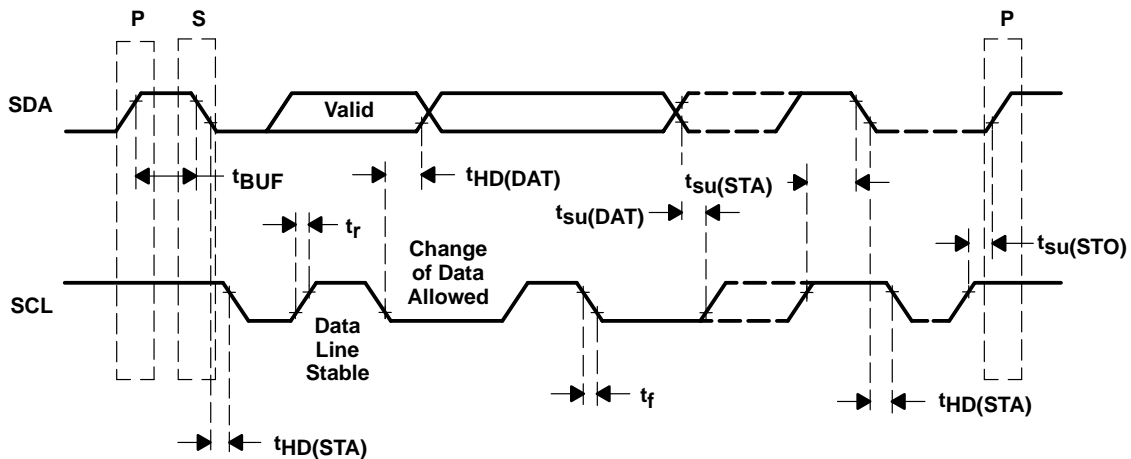 P
S
P
SDA
Valid
tBUF
tHD(DAT)
tsu(STA)
tsu(DAT)
tr
Change
of Data
Allowed
tsu(STO)
SCL
Data
Line
Stable
tf
tHD(STA)
tHD(STA)